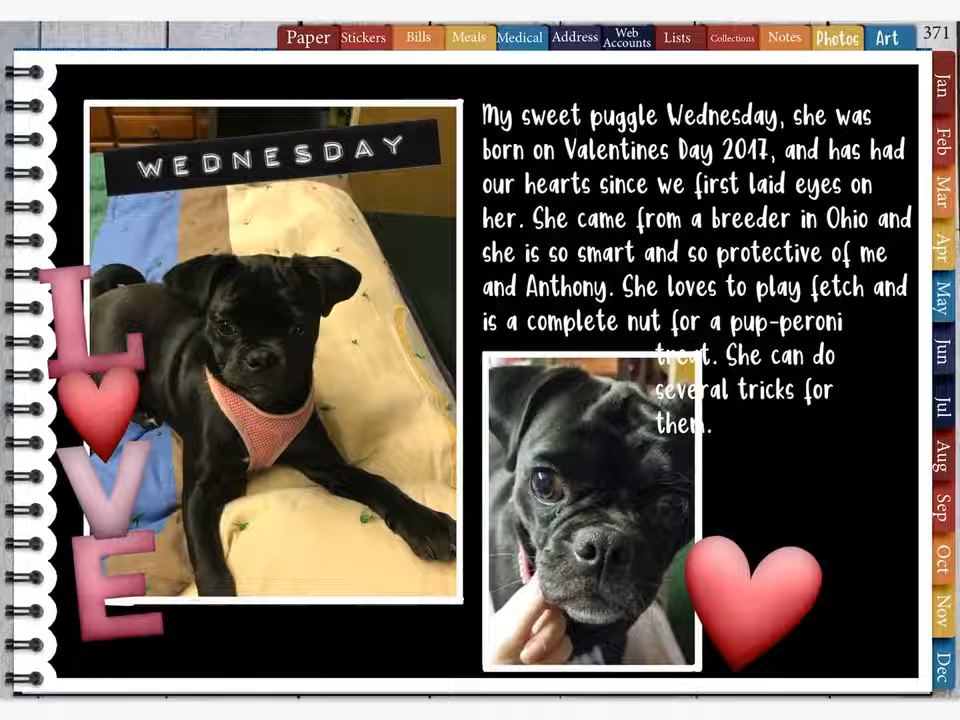 Paper Stickers Bills Meals Medical Address Web Accounts Lists Collections Notes Photos Art 371
WEDNESDAY
My sweet puggle Wednesday, she was
born on Valentines Day 2017, and has had
our hearts since we first laid eyes on
her. She came from a breeder in Ohio and
she is so smart and so protective of me
and Anthony. She loves to play fetch and
is a complete nut for a pup-peroni
treat. She can do
several tricks for
them.
L
V
E
Jan
Feb
Mar
Apr
May
Jun
Jul
Aug
Sep
Oct
Nov
Dec